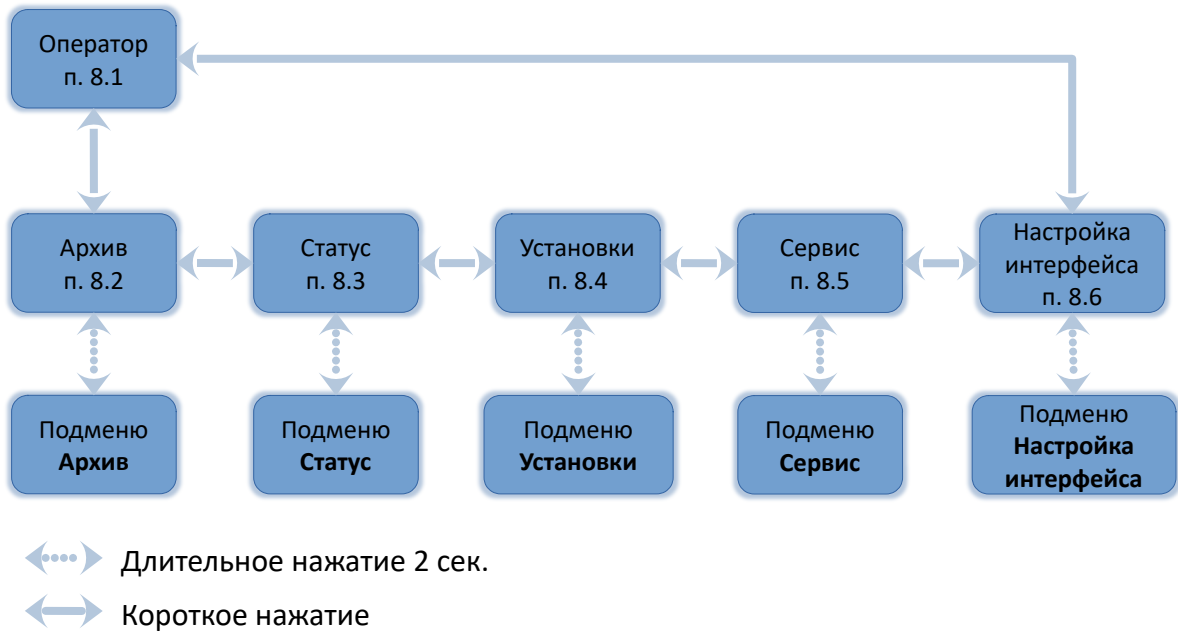 Оператор
п. 8.1
Архив
п. 8.2
Статус
п. 8.3
Установки
п. 8.4
Сервис
п. 8.5
Настройка
интерфейса
п. 8.6
Подменю
Архив
Подменю
Статус
Подменю
Установки
Подменю
Сервис
Подменю
Настройка
интерфейса
Длительное нажатие 2 сек.
Короткое нажатие